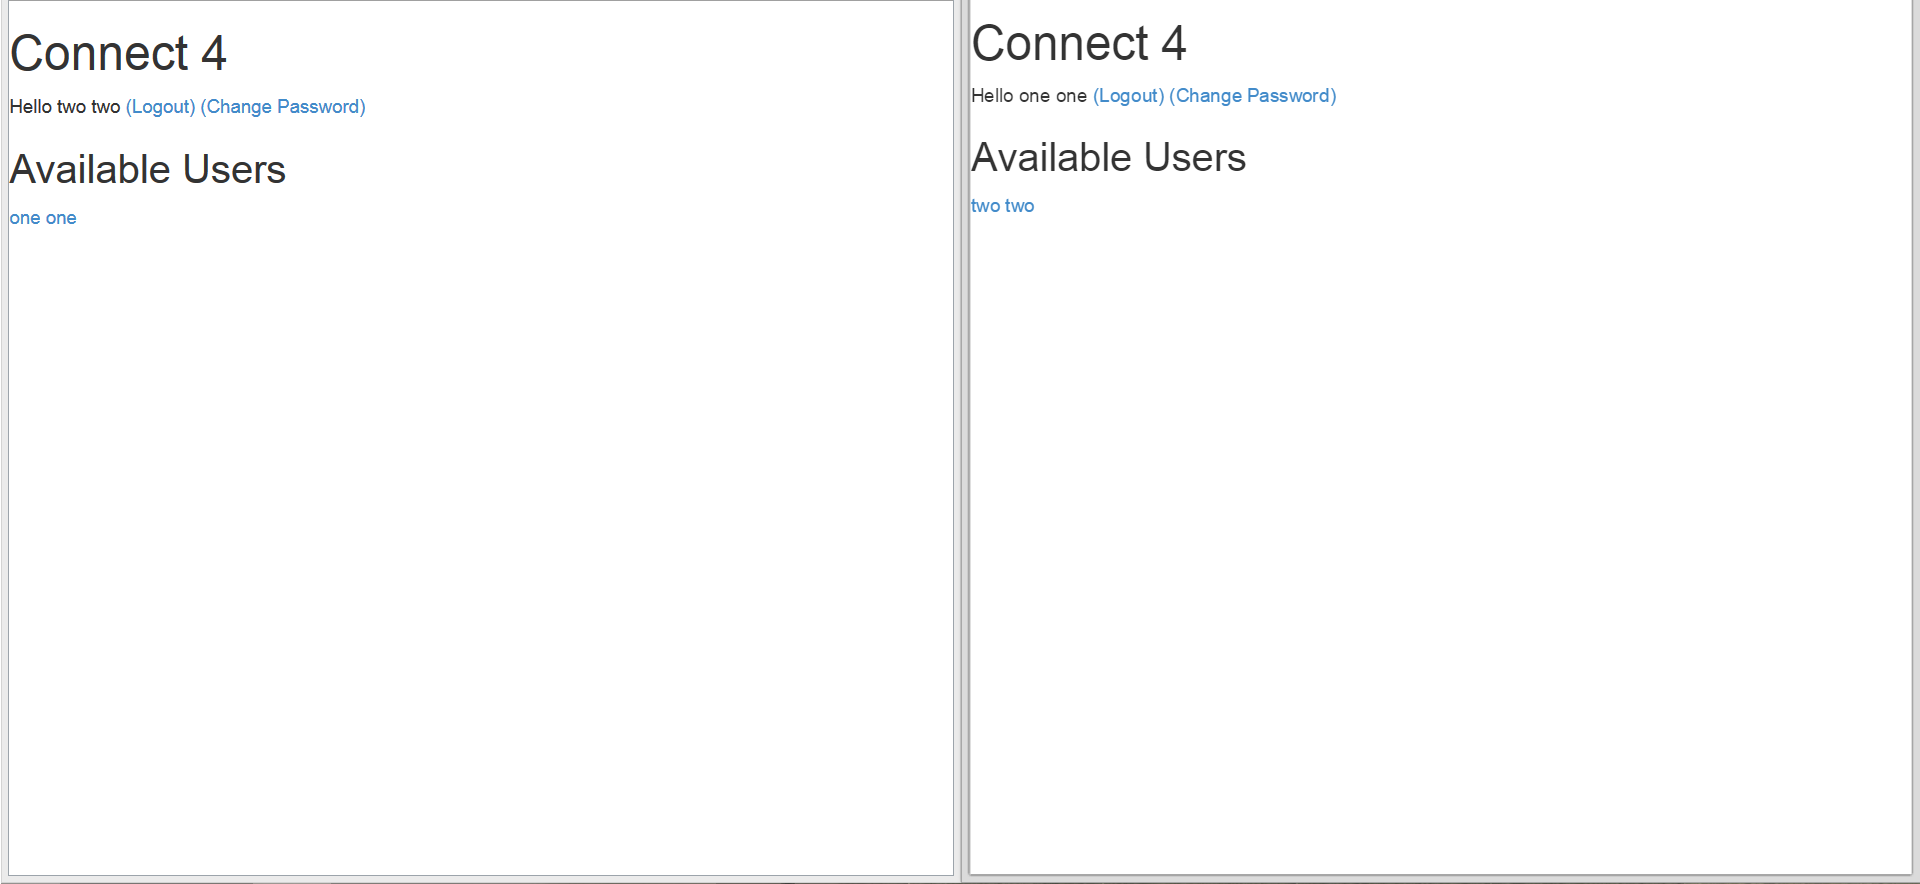 Connect 4
Hello two two (Logout) (Change Password)
Available Users
one one
Connect 4
Hello one one (Logout) (Change Password)
Available Users
two two